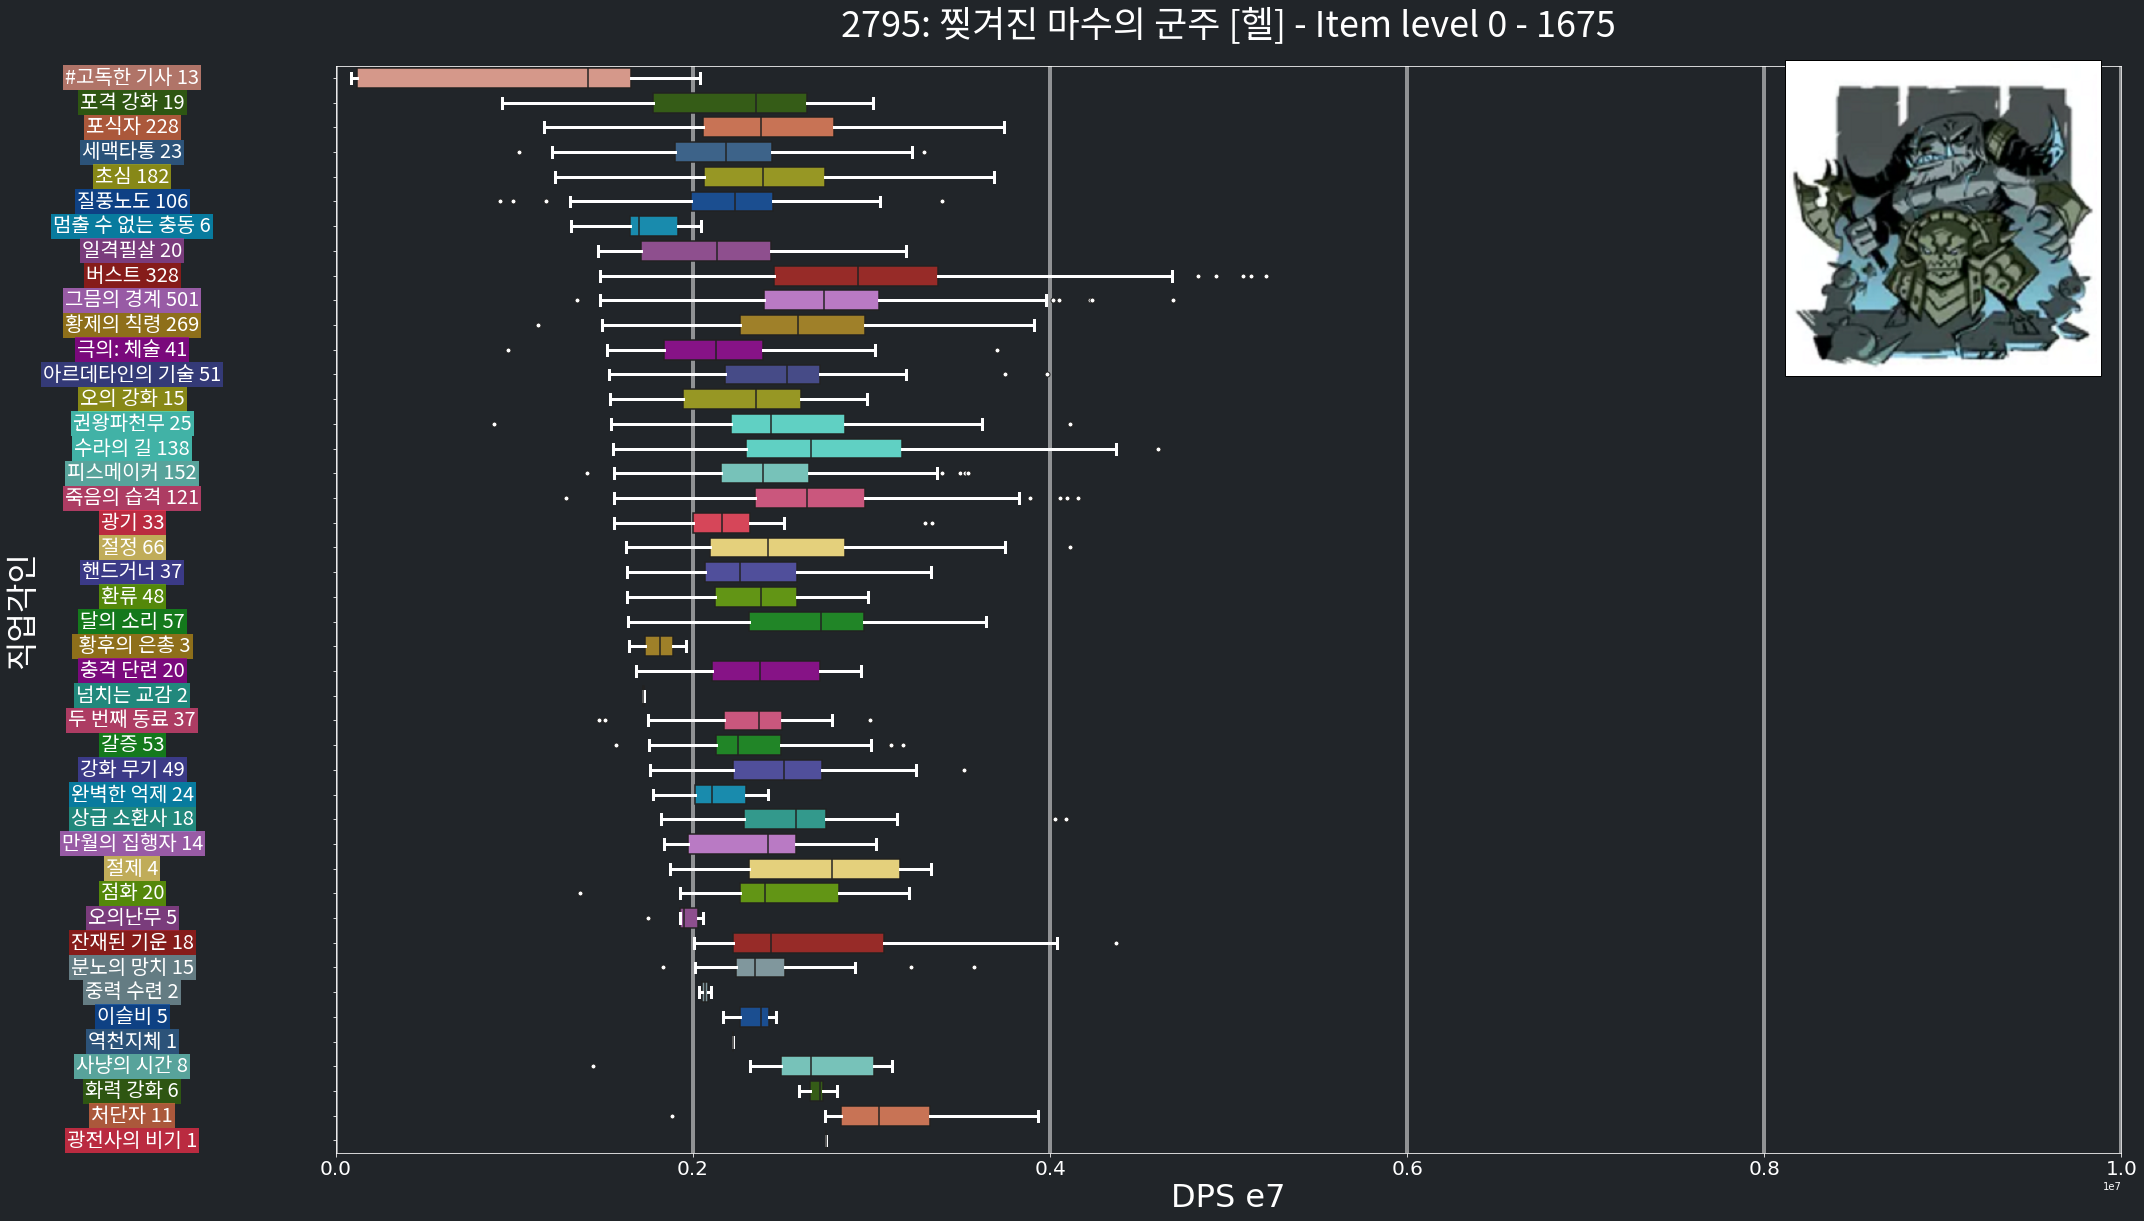 2795: 찢겨진 마수의 군주 [헬] - Item level 0 - 1675
직업각인
#고독한 기사 13
포격 강화 19
포식자 228
세맥타통 23
초심 182
질풍노도 106
멈출 수 없는 충동 6
일격필살 20
버스트 328
그믐의 경계 501
황제의 칙령 269
극의: 체술 41
아르데타인의 기술 51
오의 강화 15
권왕파천무 25
수라의 길 138
피스메이커 152
죽음의 습격 121
광기 33
절정 66
핸드거너 37
환류 48
달의 소리 57
황후의 은총 3
충격 단련 20
넘치는 교감 2
두 번째 동료 37
갈증 53
강화 무기 49
완벽한 억제 24
상급 소환사 18
만월의 집행자 14
절제 4
점화 20
오의난무 5
잔재된 기운 18
분노의 망치 15
중력 수련 2
이슬비 5
역천지체 1
사냥의 시간 8
화력 강화 6
처단자 11
광전사의 비기 1
0.0 0.2 0.4 0.6 0.8 1.0
1e7
DPS e7